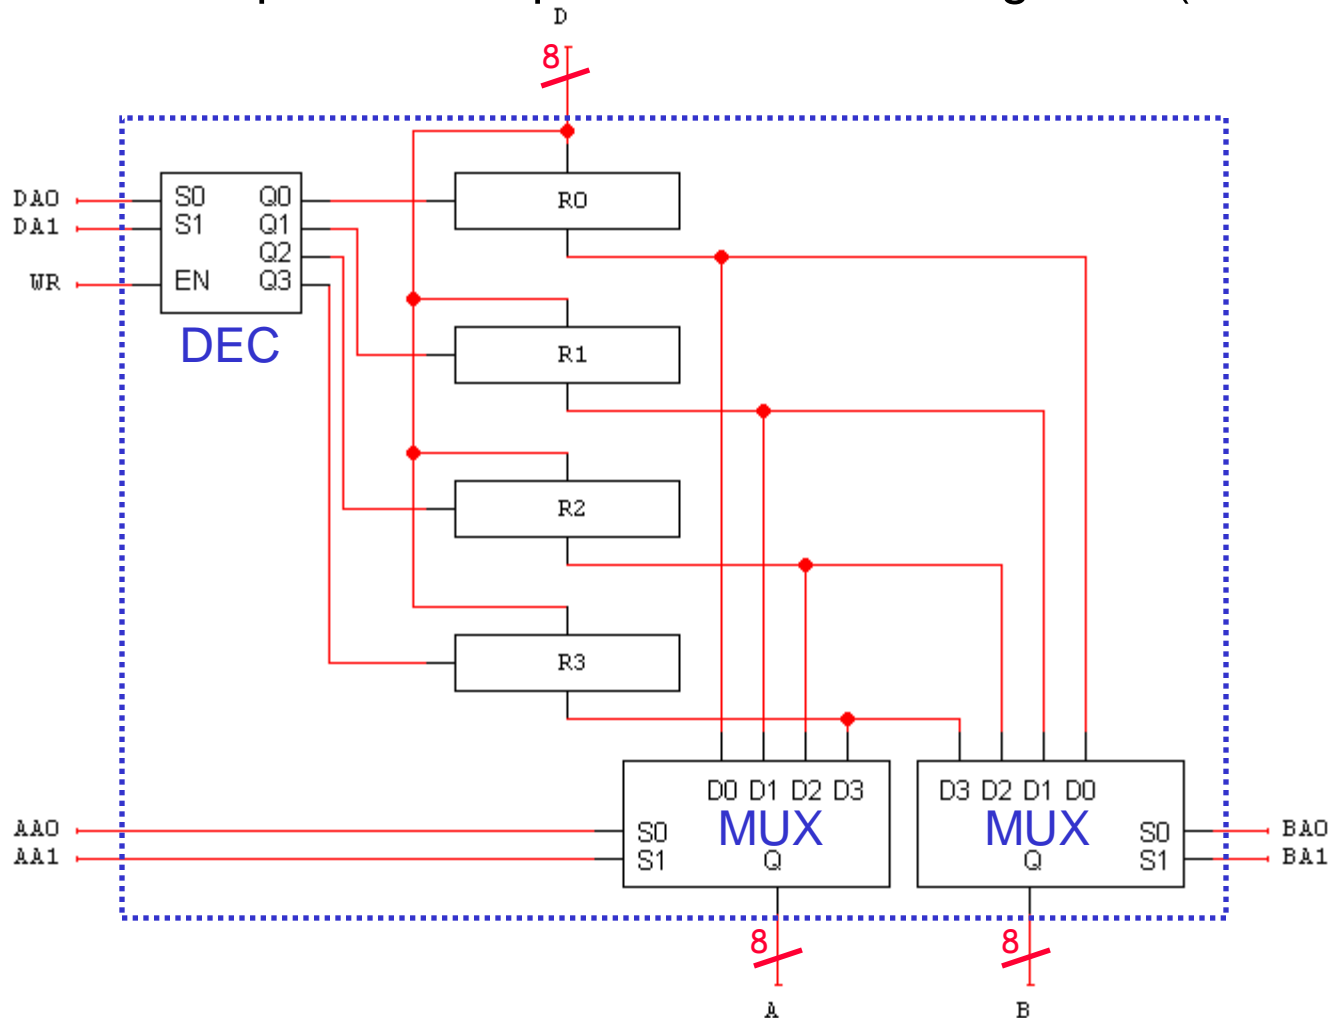 D
8
DA0 S0 Q0 R0
DA1 S1 Q1
Q2
WR EN Q3
DEC
R1
R2
R3
D0 D1 D2 D3 D3 D2 D1 D0
MUX MUX
AA0 S0 S0 BA0
AA1 S1 Q Q S1 BA1
8 8
A B